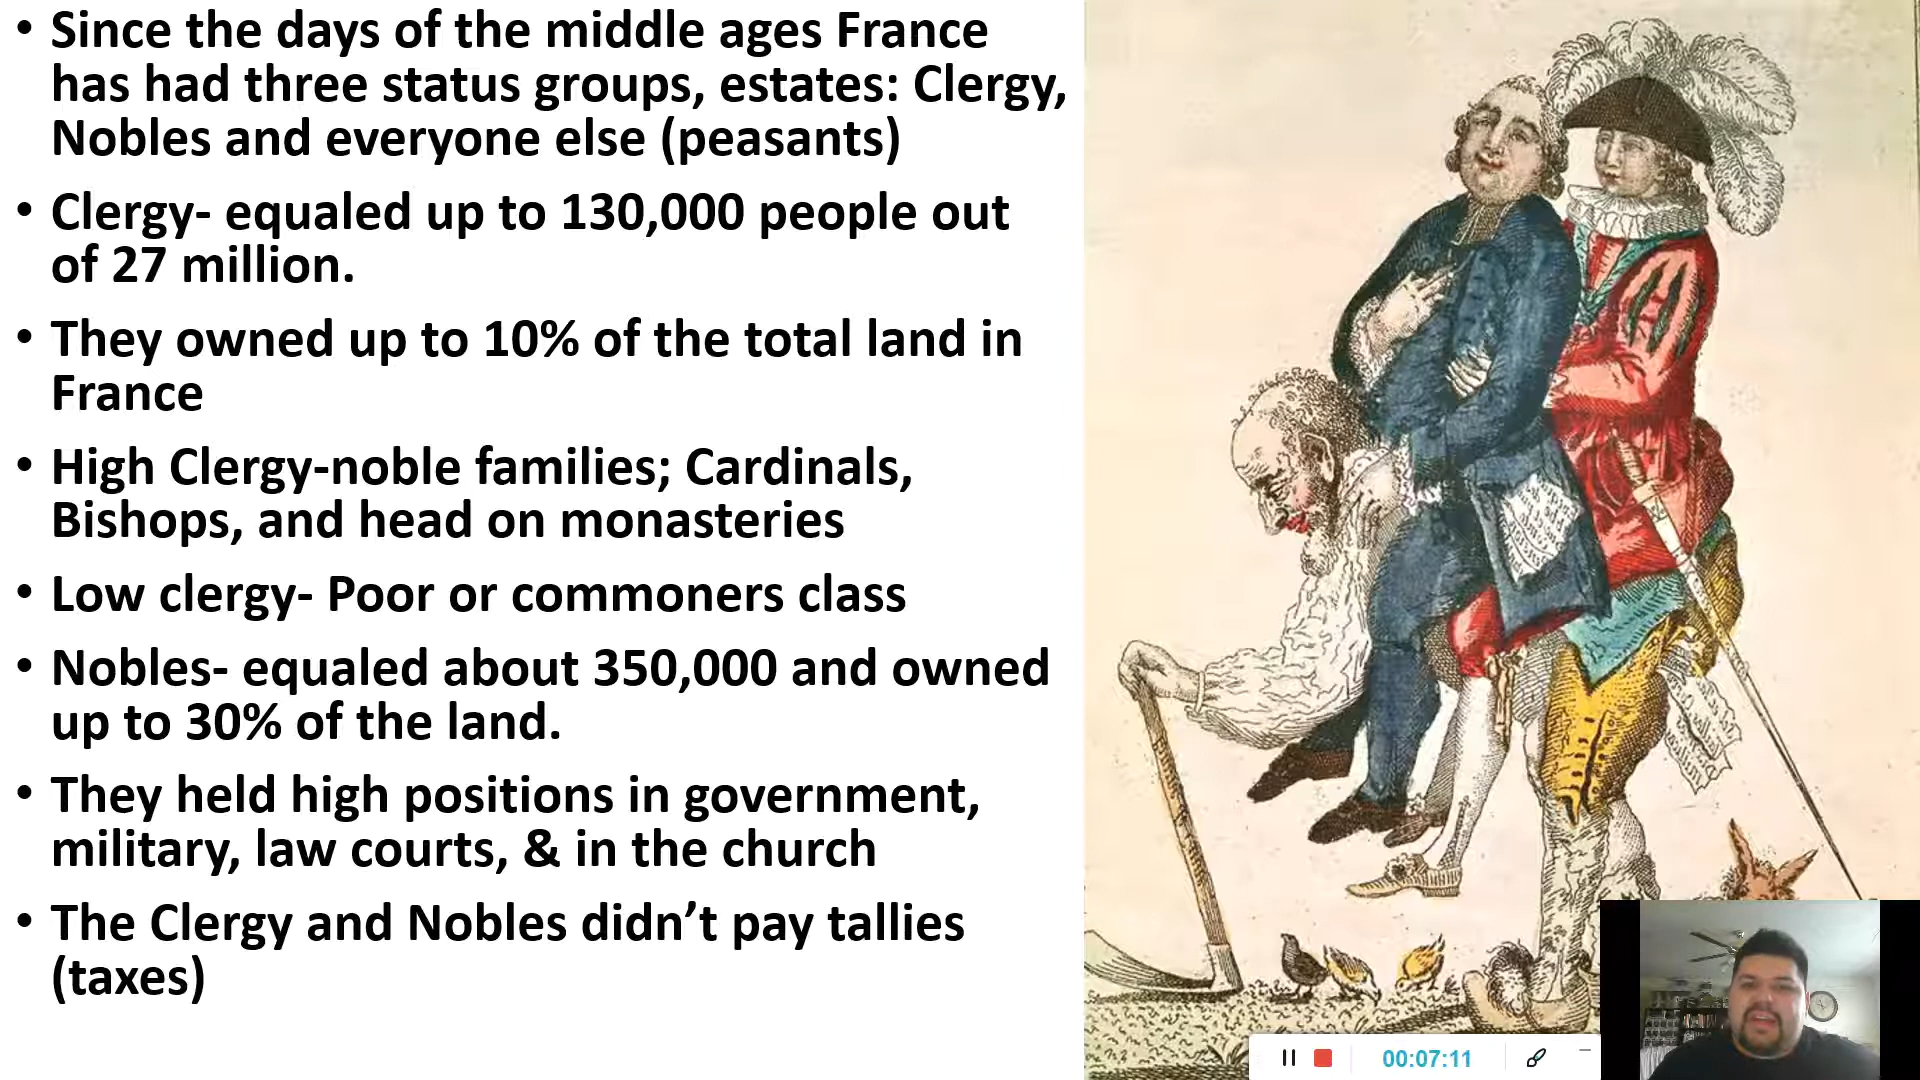 • Since the days of the middle ages France
has had three status groups, estates: Clergy,
Nobles and everyone else (peasants)
• Clergy- equaled up to 130,000 people out
of 27 million.
• They owned up to 10% of the total land in
France
• High Clergy-noble families; Cardinals,
Bishops, and head on monasteries
• Low clergy- Poor or commoners class
• Nobles- equaled about 350,000 and owned
up to 30% of the land.
• They held high positions in government,
military, law courts, & in the church
• The Clergy and Nobles didn’t pay tallies
(taxes)
00:07:11